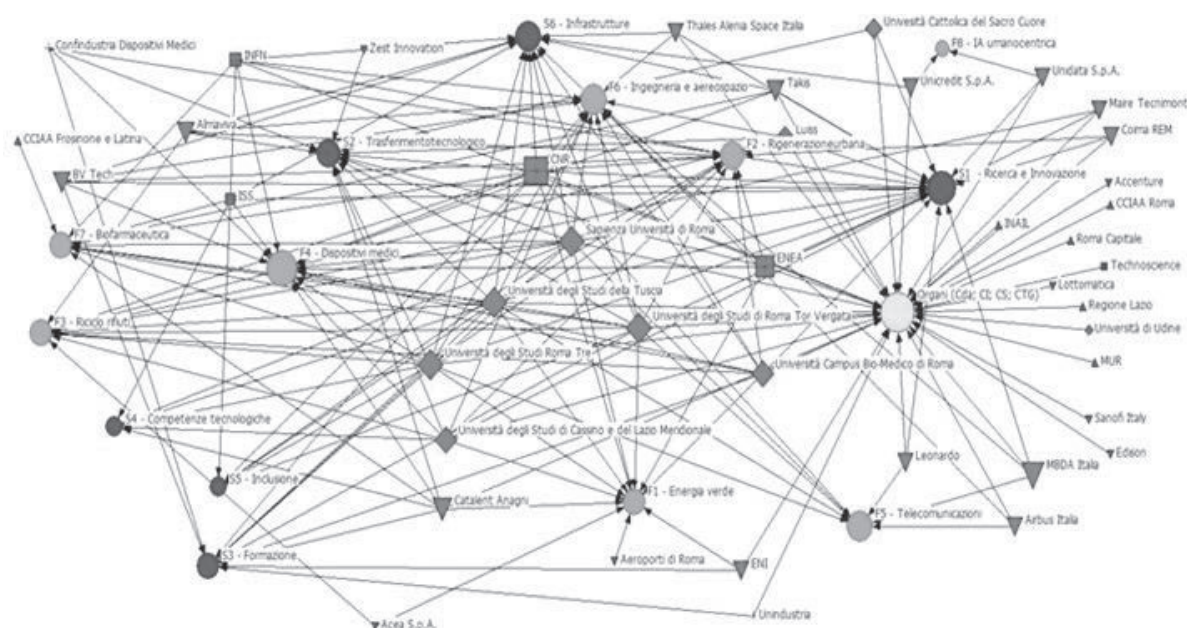 S6 - Infrastrutture
Thales Alenia Space Italia
Univesità Cattolica del Sacro Cuore
Confindustria Dispositivi Medici
INFN
Zest Innovation
F8 - IA umanocentrica
F6 - Ingegneria e aereospazio
Takis
Unicredit S.p.A.
Unidata S.p.A.
Maire Tecnimont
CCIAA Frosinone e Latina
Almaviva
Luiss
Coma REM
S2 - Trasferimentotecnologico
CNR
F2 - Rigenerazioneurbana
BV Tech
S1 - Ricerca e Innovazione
Accenture
ISS
CCIAA Roma
INAIL
F7 - Biofarmaceutica
Sapienza Università di Roma
Roma Capitale
F4 - Dispositivi medici
ENEA
Technoscience
Lottomatica
Università degli Studi della Tuscia
Organi (Cda; CI; CS; CTG)
Regione Lazio
F3 - Riciclo rifiuti
Università degli Studi di Roma Tor Vergata
Università di Udine
Università degli Studi Roma Tre
Università Campus Bio-Medico di Roma
MUR
S4 - Competenze tecnologiche
Università degli Studi di Cassino e del Lazio Meridionale
Sanofi Italy
Edison
S5 - Inclusione
Leonardo
MBDA Italia
Catalent Anagni
F1 - Energia verde
F5 - Telecomunicazioni
Airbus Italia
S3 - Formazione
Aeroporti di Roma
ENI
Acea S.p.A.
Unindustria